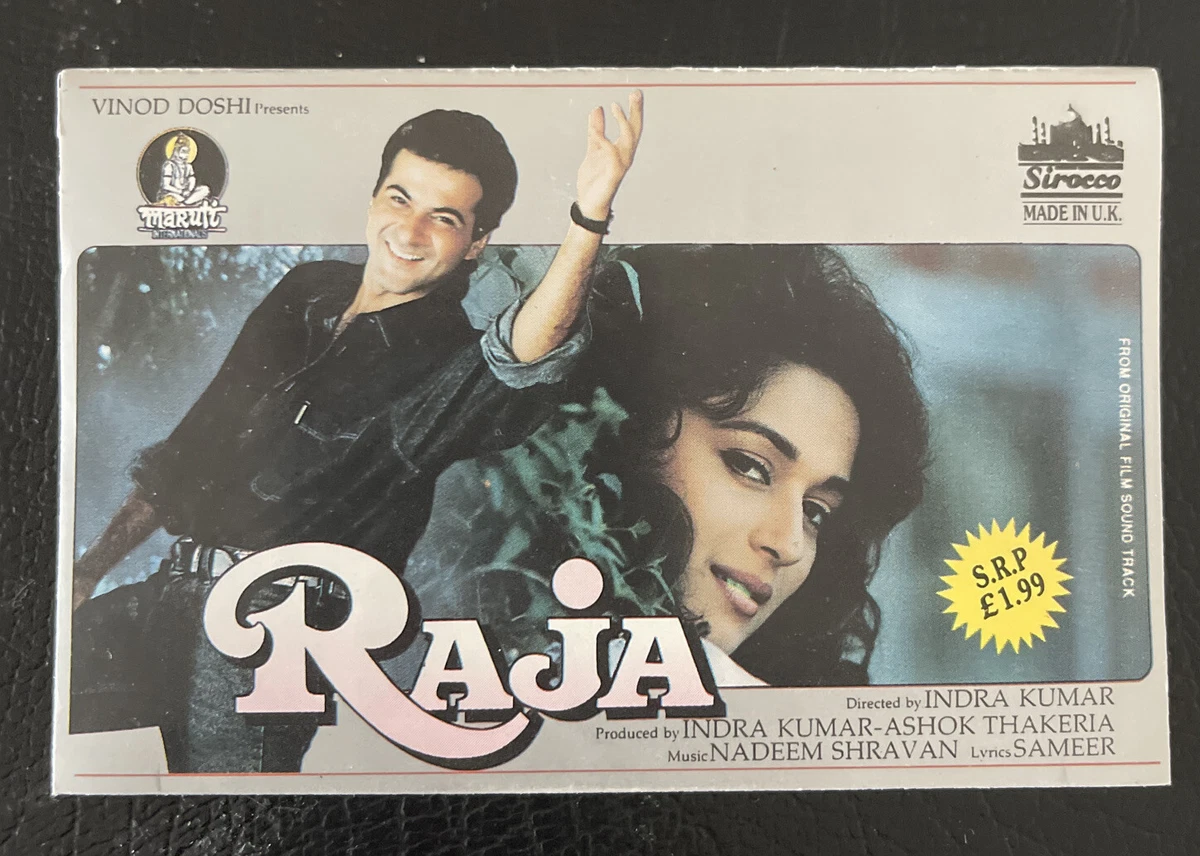 VINOD DOSHI Presents
MARUTI
Sirocco
MADE IN U.K.
FROM ORIGINAL FILM SOUND TRACK
S.R.P
£1.99
RAJA
Directed by INDRA KUMAR
Produced by INDRA KUMAR-ASHOK THAKERIA
Music NADEEM SHRAVAN Lyrics SAMEER